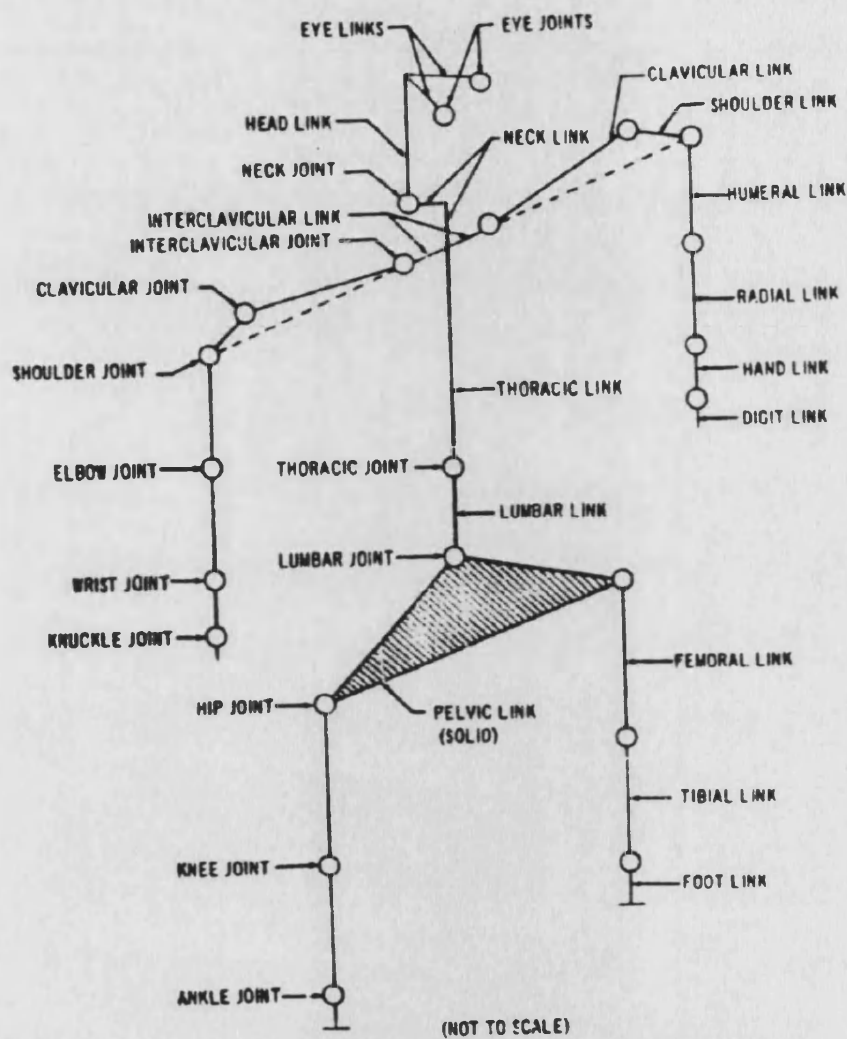 EYE LINKS
EYE JOINTS
CLAVICULAR LINK
SHOULDER LINK
HEAD LINK
NECK LINK
NECK JOINT
HUMERAL LINK
INTERCLAVICULAR LINK
INTERCLAVICULAR JOINT
CLAVICULAR JOINT
RADIAL LINK
SHOULDER JOINT
HAND LINK
THORACIC LINK
DIGIT LINK
ELBOW JOINT
THORACIC JOINT
LUMBAR LINK
LUMBAR JOINT
WRIST JOINT
KNUCKLE JOINT
FEMORAL LINK
HIP JOINT
PELVIC LINK
(SOLID)
TIBIAL LINK
KNEE JOINT
FOOT LINK
ANKLE JOINT
(NOT TO SCALE)